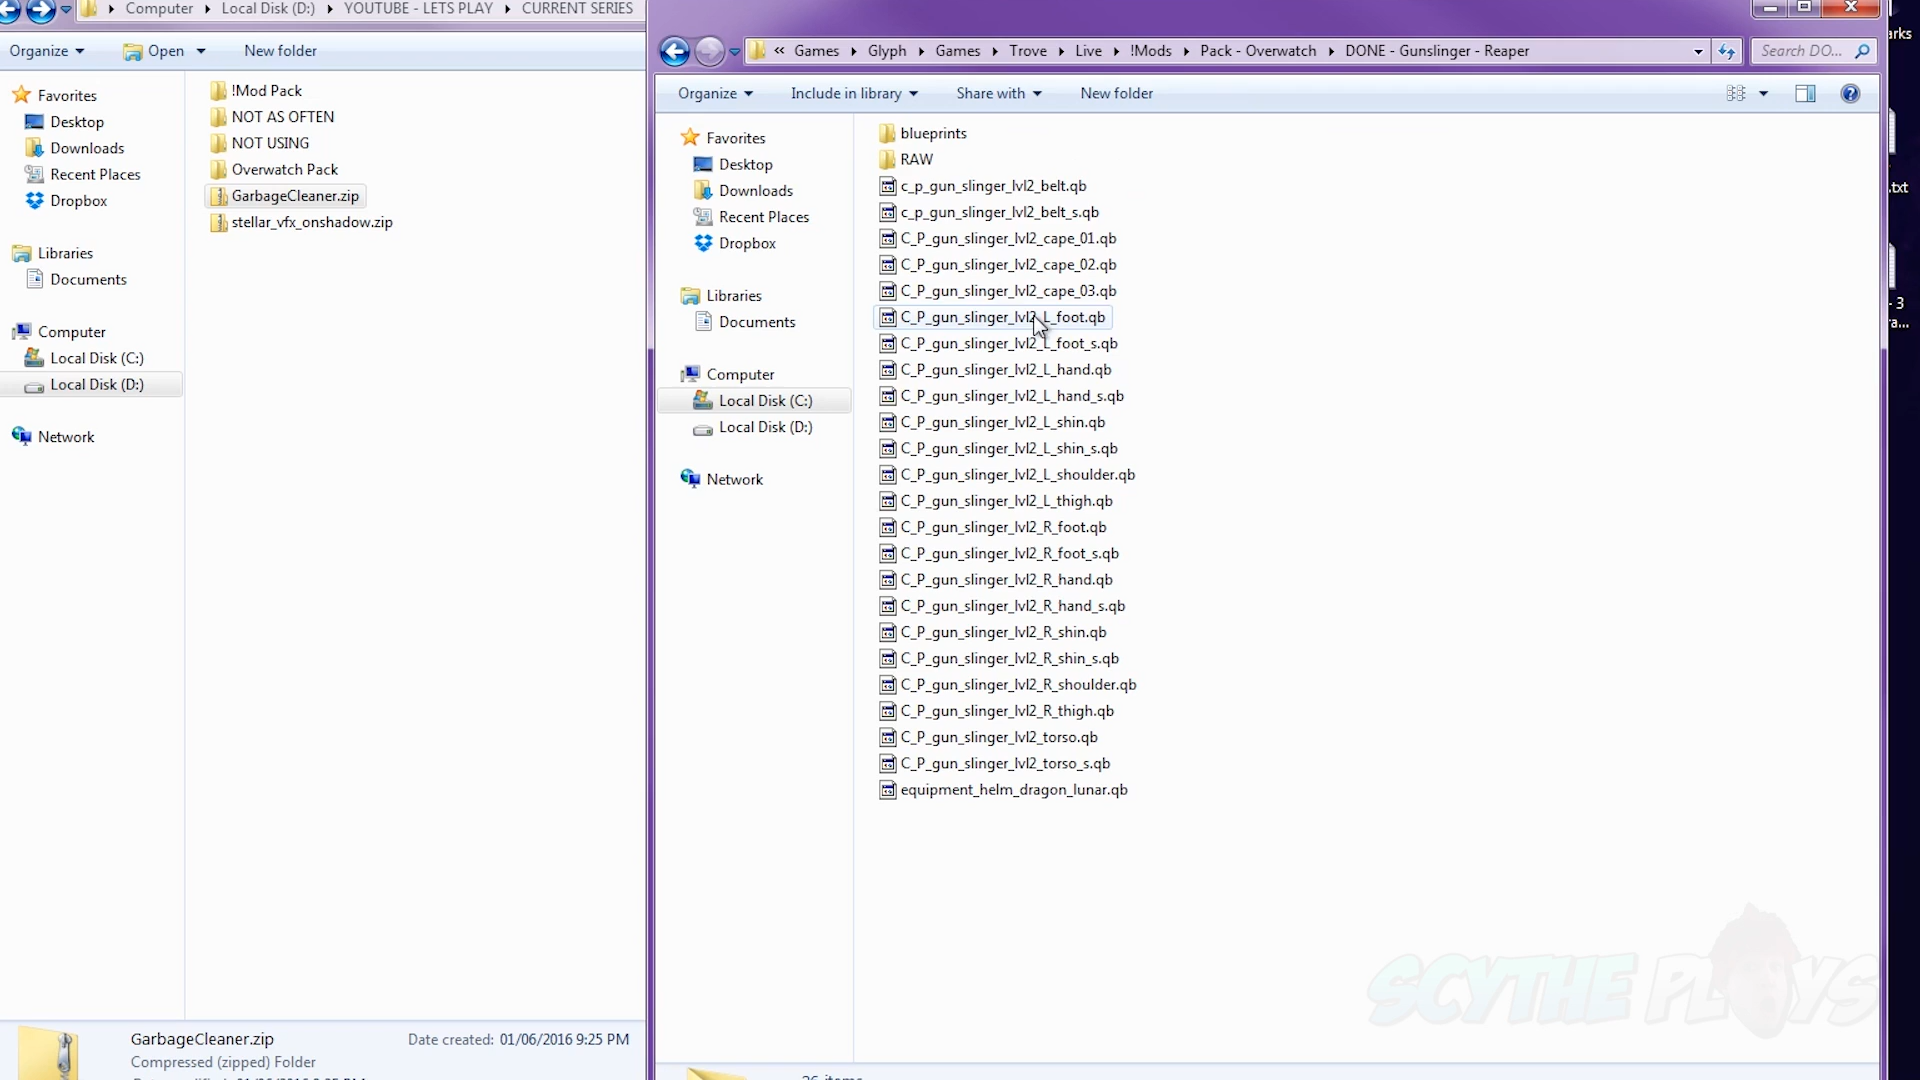 Computer Local Disk (D:) YOUTUBE - LETS PLAY CURRENT SERIES
Organize Open New folder
Favorites
Desktop
Downloads
Recent Places
Dropbox
Libraries
Documents
Computer
Local Disk (C:)
Local Disk (D:)
Network
!Mod Pack
NOT AS OFTEN
NOT USING
Overwatch Pack
GarbageCleaner.zip
stellar_vfx_onshadow.zip
GarbageCleaner.zip Date created: 01/06/2016 9:25 PM
Compressed (zipped) Folder
« Games Glyph Games Trove Live !Mods Pack - Overwatch DONE - Gunslinger - Reaper Search DO...
Organize Include in library Share with New folder
Favorites
Desktop
Downloads
Recent Places
Dropbox
Libraries
Documents
Computer
Local Disk (C:)
Local Disk (D:)
Network
blueprints
RAW
c_p_gun_slinger_lvl2_belt.qb
c_p_gun_slinger_lvl2_belt_s.qb
C_P_gun_slinger_lvl2_cape_01.qb
C_P_gun_slinger_lvl2_cape_02.qb
C_P_gun_slinger_lvl2_cape_03.qb
C_P_gun_slinger_lvl2_L_foot.qb
C_P_gun_slinger_lvl2_L_foot_s.qb
C_P_gun_slinger_lvl2_L_hand.qb
C_P_gun_slinger_lvl2_L_hand_s.qb
C_P_gun_slinger_lvl2_L_shin.qb
C_P_gun_slinger_lvl2_L_shin_s.qb
C_P_gun_slinger_lvl2_L_shoulder.qb
C_P_gun_slinger_lvl2_L_thigh.qb
C_P_gun_slinger_lvl2_R_foot.qb
C_P_gun_slinger_lvl2_R_foot_s.qb
C_P_gun_slinger_lvl2_R_hand.qb
C_P_gun_slinger_lvl2_R_hand_s.qb
C_P_gun_slinger_lvl2_R_shin.qb
C_P_gun_slinger_lvl2_R_shin_s.qb
C_P_gun_slinger_lvl2_R_shoulder.qb
C_P_gun_slinger_lvl2_R_thigh.qb
C_P_gun_slinger_lvl2_torso.qb
C_P_gun_slinger_lvl2_torso_s.qb
equipment_helm_dragon_lunar.qb
26 items
arks
.txt
- 3
a...
SCYTHE PLAYS